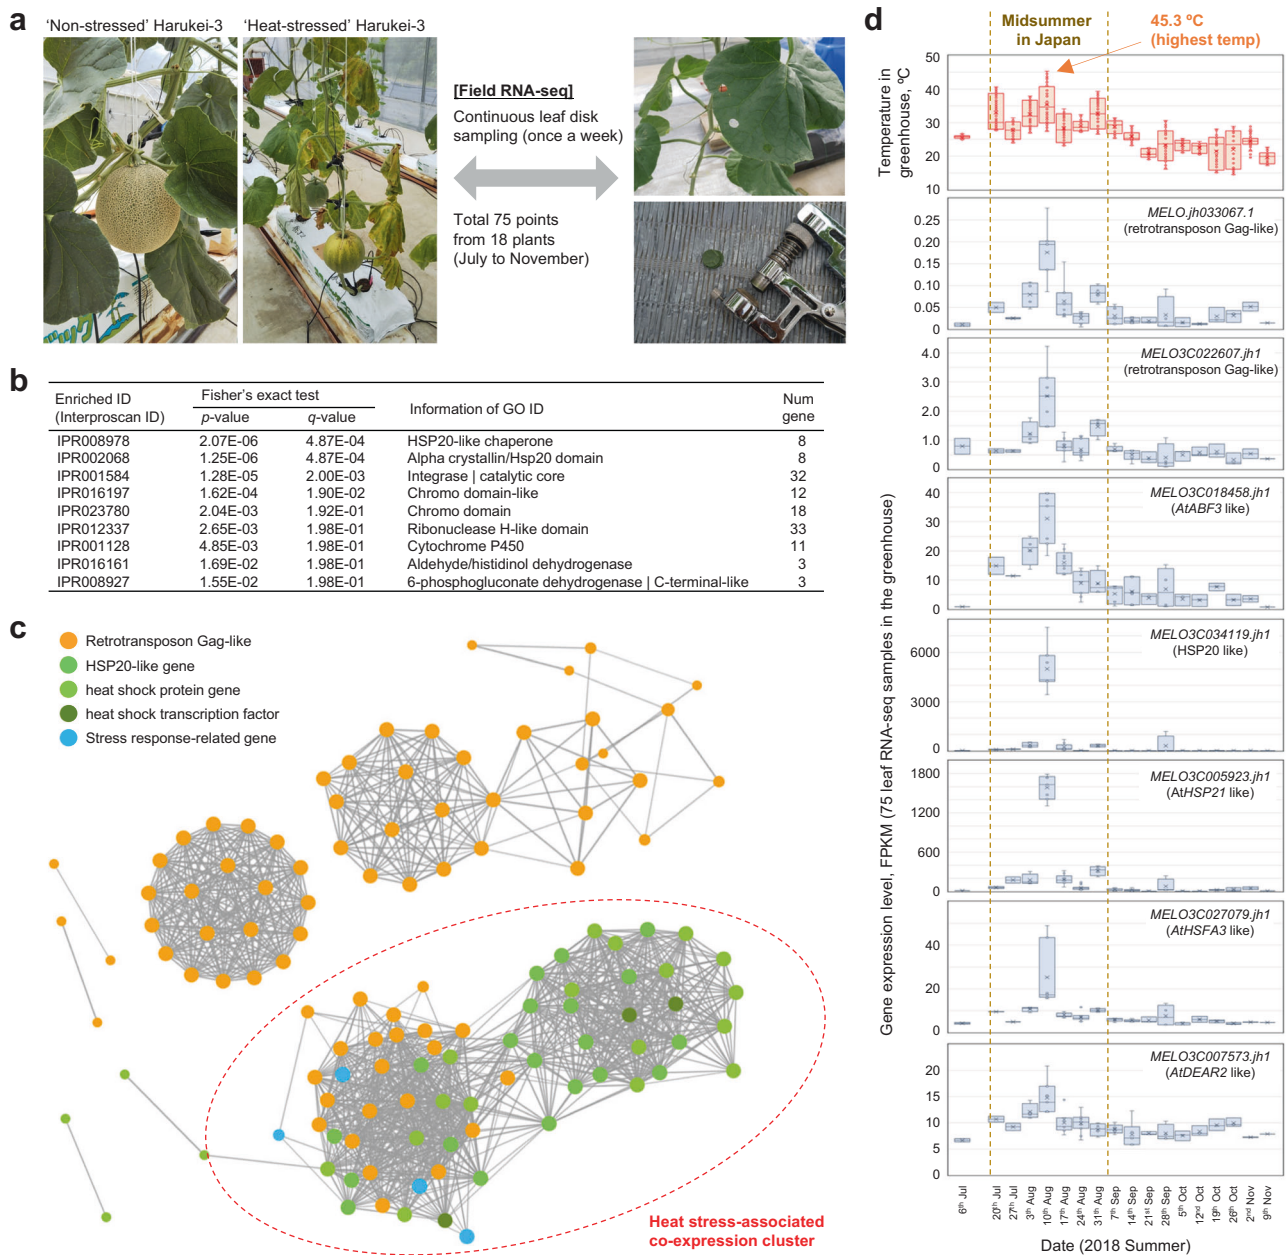 a
'Non-stressed' Harukei-3
'Heat-stressed' Harukei-3
[Field RNA-seq]
Continuous leaf disk
sampling (once a week)
Total 75 points
from 18 plants
(July to November)
b
Enriched ID
(Interproscan ID)
Fisher's exact test
p-value q-value
Information of GO ID
Num
gene
IPR008978 2.07E-06 4.87E-04 HSP20-like chaperone 8
IPR002068 1.25E-06 4.87E-04 Alpha crystallin/Hsp20 domain 8
IPR001584 1.28E-05 2.00E-03 Integrase | catalytic core 32
IPR016197 1.62E-04 1.90E-02 Chromo domain-like 12
IPR023780 2.04E-03 1.92E-01 Chromo domain 18
IPR012337 2.65E-03 1.98E-01 Ribonuclease H-like domain 33
IPR001128 4.85E-03 1.98E-01 Cytochrome P450 11
IPR016161 1.69E-02 1.98E-01 Aldehyde/histidinol dehydrogenase 3
IPR008927 1.55E-02 1.98E-01 6-phosphogluconate dehydrogenase | C-terminal-like 3
c
Retrotransposon Gag-like
HSP20-like gene
heat shock protein gene
heat shock transcription factor
Stress response-related gene
Heat stress-associated
co-expression cluster
d
Midsummer
in Japan
45.3 ºC
(highest temp)
Temperature in
greenhouse, ºC
50
40
30
20
10
Gene expression level, FPKM (75 leaf RNA-seq samples in the greenhouse)
MELO.jh033067.1
(retrotransposon Gag-like)
0.25
0.20
0.15
0.10
0.05
0
MELO3C022607.jh1
(retrotransposon Gag-like)
4.0
3.0
2.0
1.0
0
MELO3C018458.jh1
(AtABF3 like)
40
30
20
10
0
MELO3C034119.jh1
(HSP20 like)
6000
3000
0
MELO3C005923.jh1
(AtHSP21 like)
1800
1200
600
0
MELO3C027079.jh1
(AtHSFA3 like)
40
20
0
MELO3C007573.jh1
(AtDEAR2 like)
20
15
10
5
0
6th Jul
20th Jul
27th Jul
3th Aug
10th Aug
17th Aug
24th Aug
31th Aug
7th Sep
14th Sep
21st Sep
28th Sep
5th Oct
12nd Oct
19th Oct
26th Oct
2nd Nov
9th Nov
Date (2018 Summer)